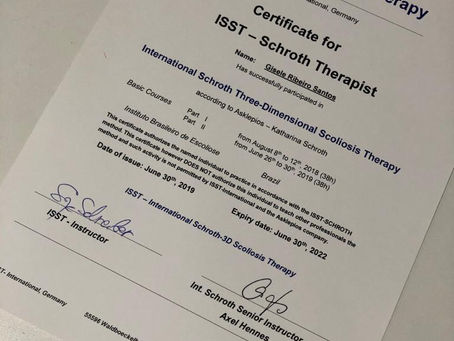 national, Germany
Therapy
Certificate for
ISST – Schroth Therapist
Name: Gisele Ribeiro Santos
Has successfully participated in
International Schroth Three-Dimensional Scoliosis Therapy
according to Asklepios – Katharina Schroth
Basic Courses Part I from August 8th to 12th, 2018 (38h)
Part II from June 26th to 30th, 2019 (38h)
Instituto Brasileiro de Escoliose Brazil
This certificate authorizes the named individual to practice in accordance with the ISST-SCHROTH
method. This certificate however DOES NOT authorize this individual to teach other professionals the
method and such activity is not permitted by ISST-International and the Asklepios company.
Date of issue: June 30th, 2019 Expiry date: June 30th, 2022
ISST – International Schroth-3D Scoliosis Therapy
ISST - Instructor
Int. Schroth Senior Instructor
Axel Hennes
ST- International, Germany